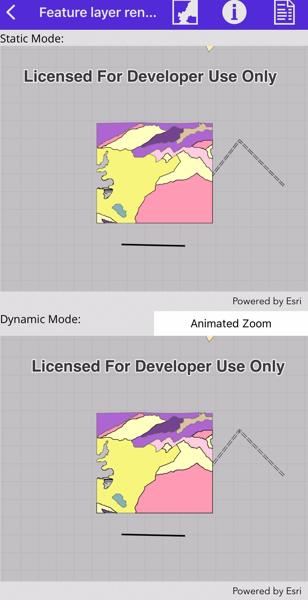 Feature layer ren...
Static Mode:
Licensed For Developer Use Only
Powered by Esri
Dynamic Mode:
Animated Zoom
Licensed For Developer Use Only
Powered by Esri